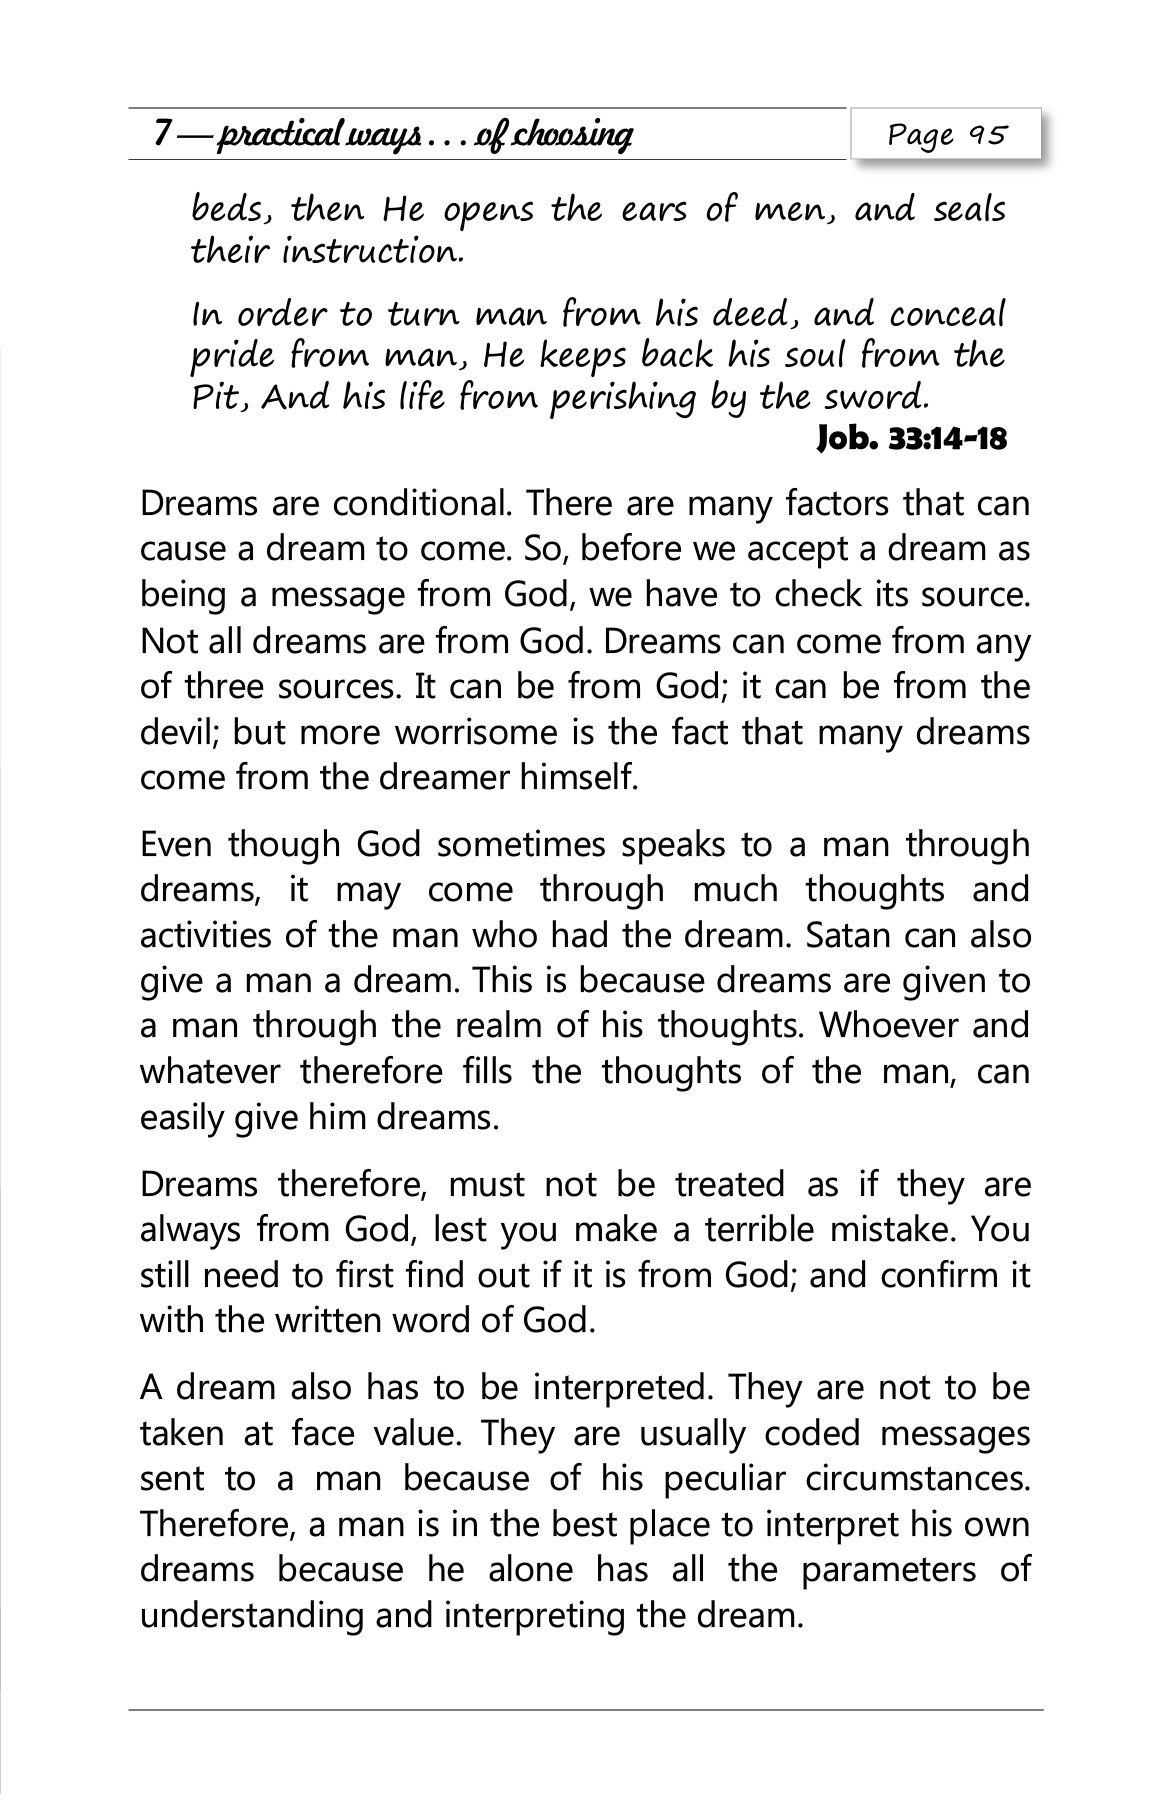 7 — practical ways . . . of choosing
Page 95
beds, then He opens the ears of men, and seals
their instruction.
In order to turn man from his deed, and conceal
pride from man, He keeps back his soul from the
Pit, And his life from perishing by the sword.
Job. 33:14-18
Dreams are conditional. There are many factors that can
cause a dream to come. So, before we accept a dream as
being a message from God, we have to check its source.
Not all dreams are from God. Dreams can come from any
of three sources. It can be from God; it can be from the
devil; but more worrisome is the fact that many dreams
come from the dreamer himself.
Even though God sometimes speaks to a man through
dreams, it may come through much thoughts and
activities of the man who had the dream. Satan can also
give a man a dream. This is because dreams are given to
a man through the realm of his thoughts. Whoever and
whatever therefore fills the thoughts of the man, can
easily give him dreams.
Dreams therefore, must not be treated as if they are
always from God, lest you make a terrible mistake. You
still need to first find out if it is from God; and confirm it
with the written word of God.
A dream also has to be interpreted. They are not to be
taken at face value. They are usually coded messages
sent to a man because of his peculiar circumstances.
Therefore, a man is in the best place to interpret his own
dreams because he alone has all the parameters of
understanding and interpreting the dream.